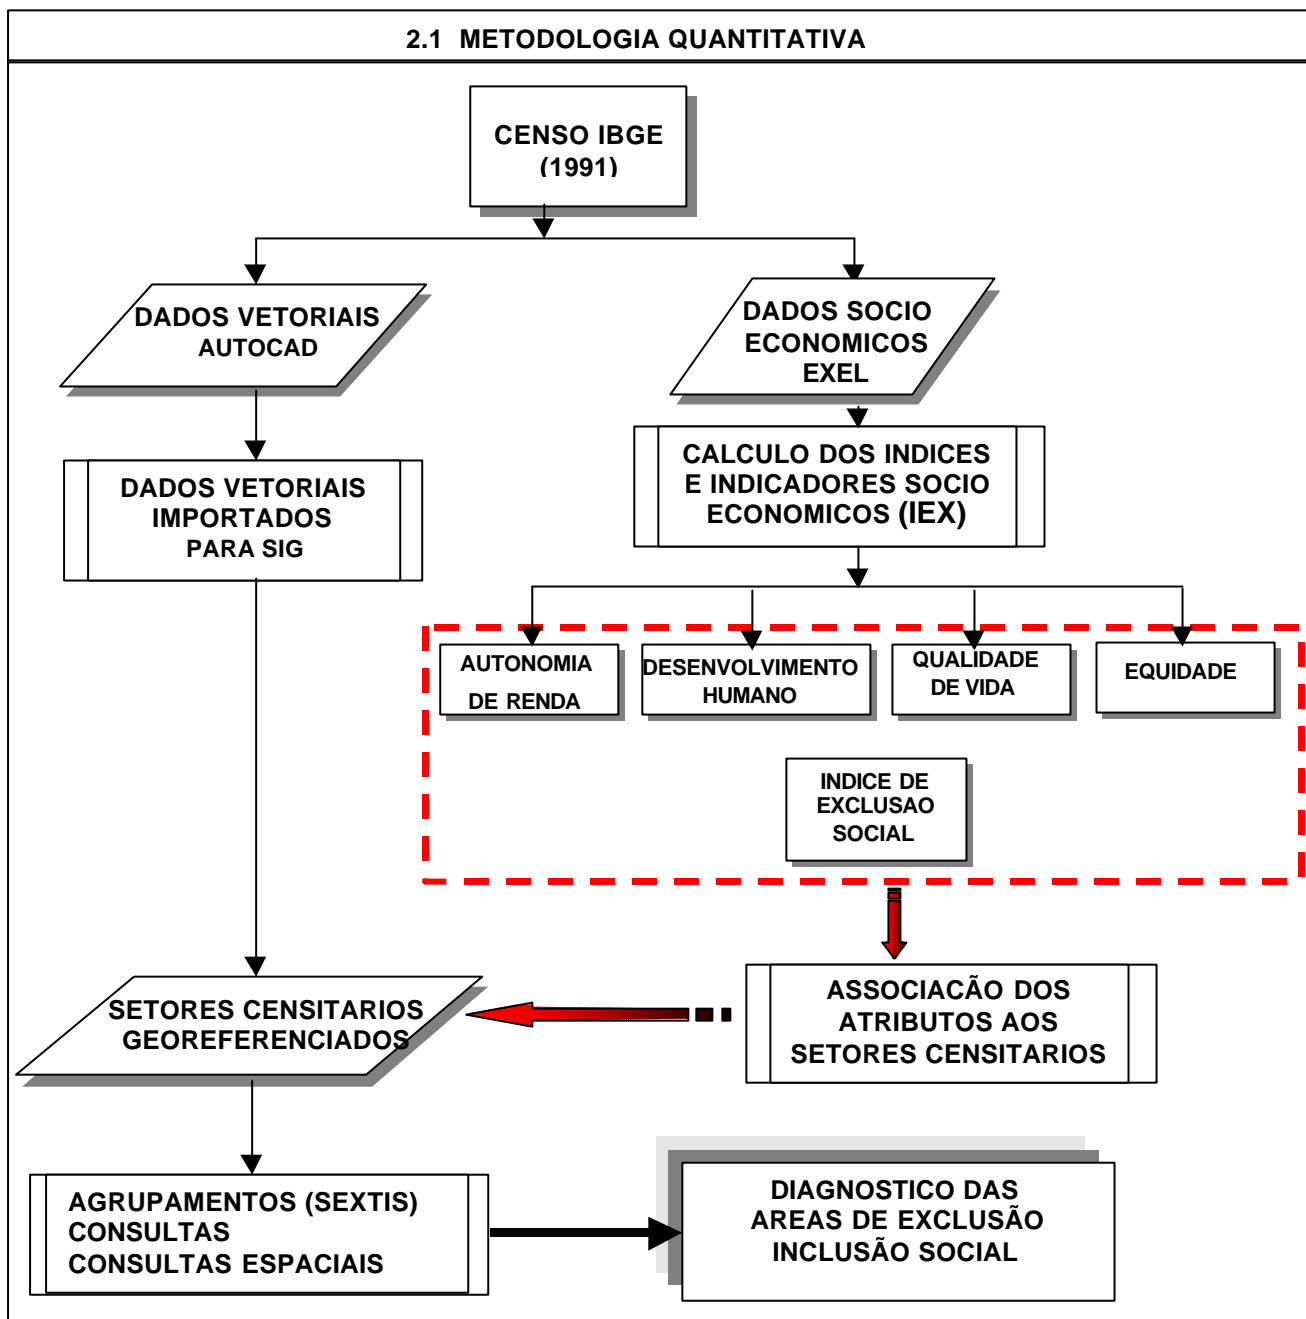 2.1 METODOLOGIA QUANTITATIVA
CENSO IBGE
(1991)
DADOS VETORIAIS
AUTOCAD
DADOS SOCIO
ECONOMICOS
EXEL
DADOS VETORIAIS
IMPORTADOS
PARA SIG
CALCULO DOS INDICES
E INDICADORES SOCIO
ECONOMICOS (IEX)
AUTONOMIA
DE RENDA
DESENVOLVIMENTO
HUMANO
QUALIDADE
DE VIDA
EQUIDADE
INDICE DE
EXCLUSAO
SOCIAL
SETORES CENSITARIOS
GEOREFERENCIADOS
ASSOCIACÃO DOS
ATRIBUTOS AOS
SETORES CENSITARIOS
AGRUPAMENTOS (SEXTIS)
CONSULTAS
CONSULTAS ESPACIAIS
DIAGNOSTICO DAS
AREAS DE EXCLUSÃO
INCLUSÃO SOCIAL